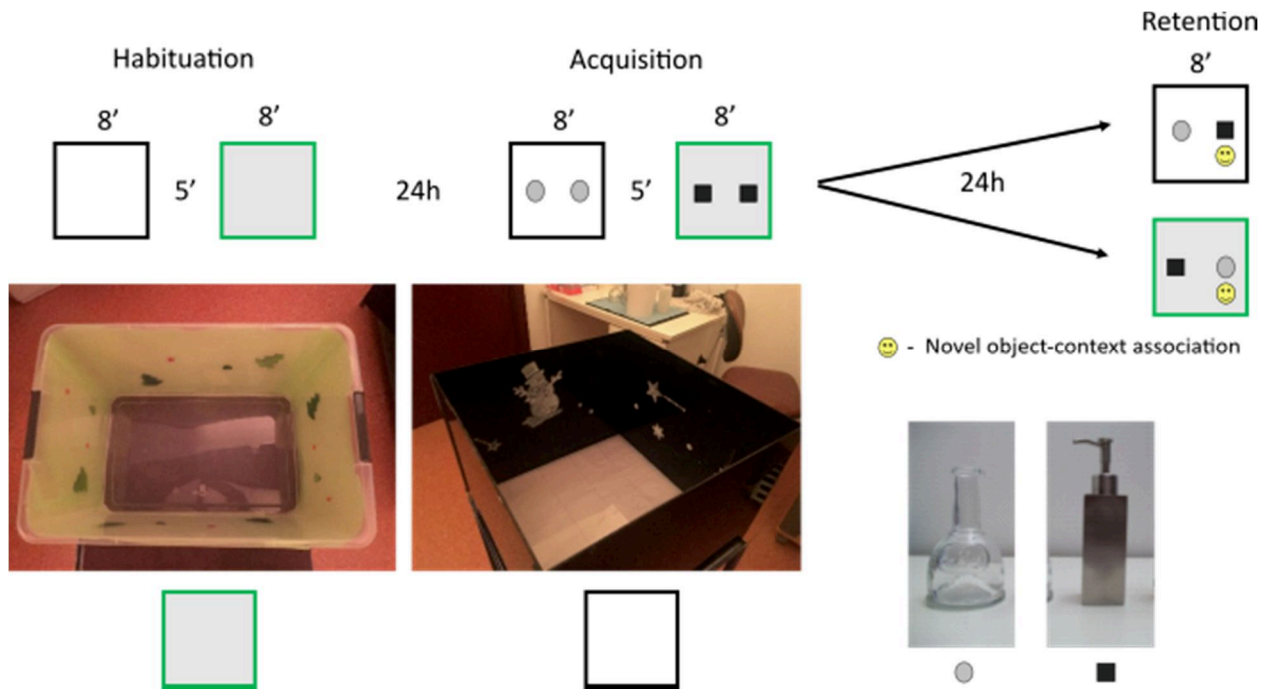 Retention
Habituation
Acquisition
8’
8’
8’
8’
8’
5’
24h
5’
24h
- Novel object-context association